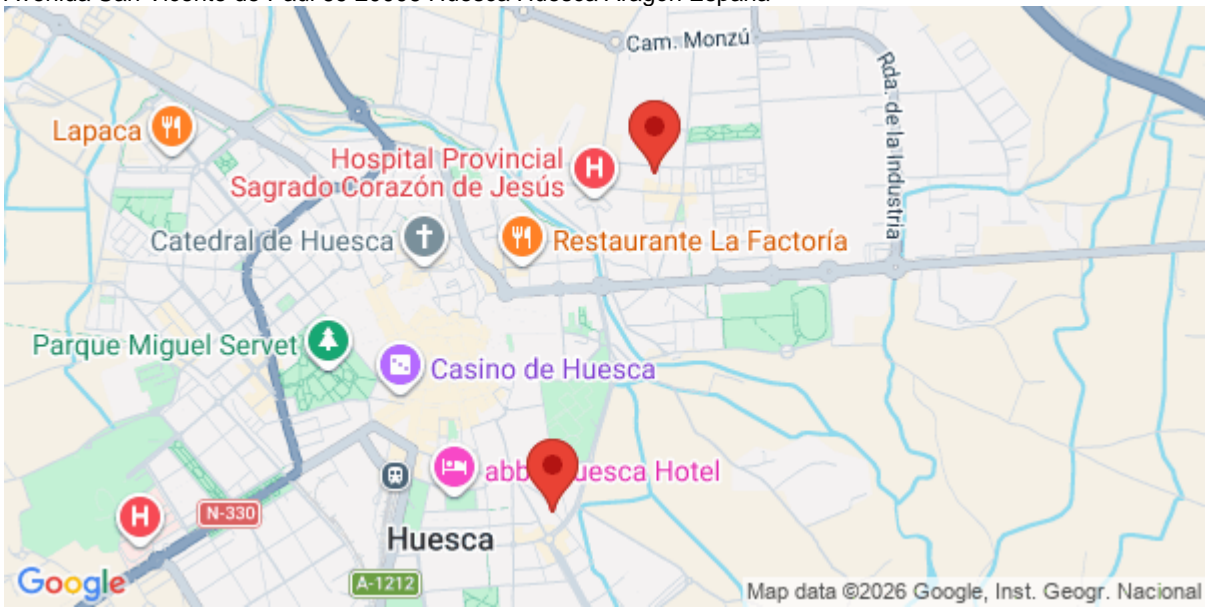 Cam. Monzú
Rda. de la Industria
Lapaca
Hospital Provincial
Sagrado Corazón de Jesús
H
Catedral de Huesca
Restaurante La Factoría
Parque Miguel Servet
Casino de Huesca
uesca Hotel
H
N-330
Huesca
A-1212
Google
Map data ©2026 Google, Inst. Geogr. Nacional